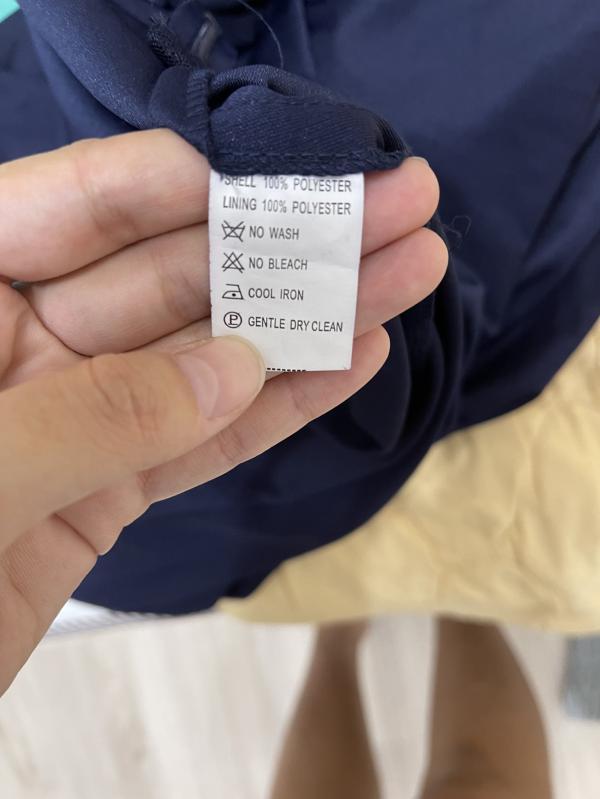 SHELL 100% POLYESTER
LINING 100% POLYESTER
NO WASH
NO BLEACH
COOL IRON
P GENTLE DRY CLEAN